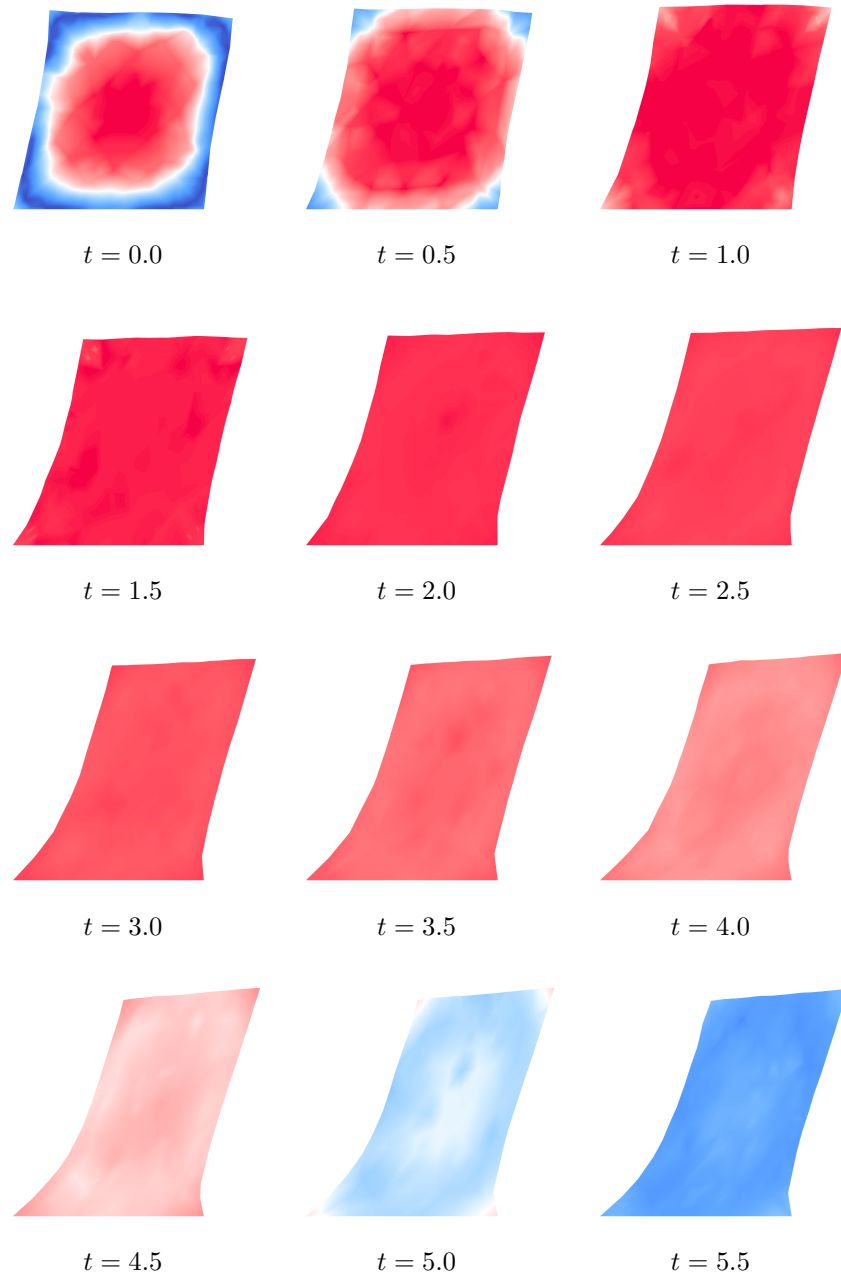 t = 0.0 t = 0.5 t = 1.0
t = 1.5 t = 2.0 t = 2.5
t = 3.0 t = 3.5 t = 4.0
t = 4.5 t = 5.0 t = 5.5